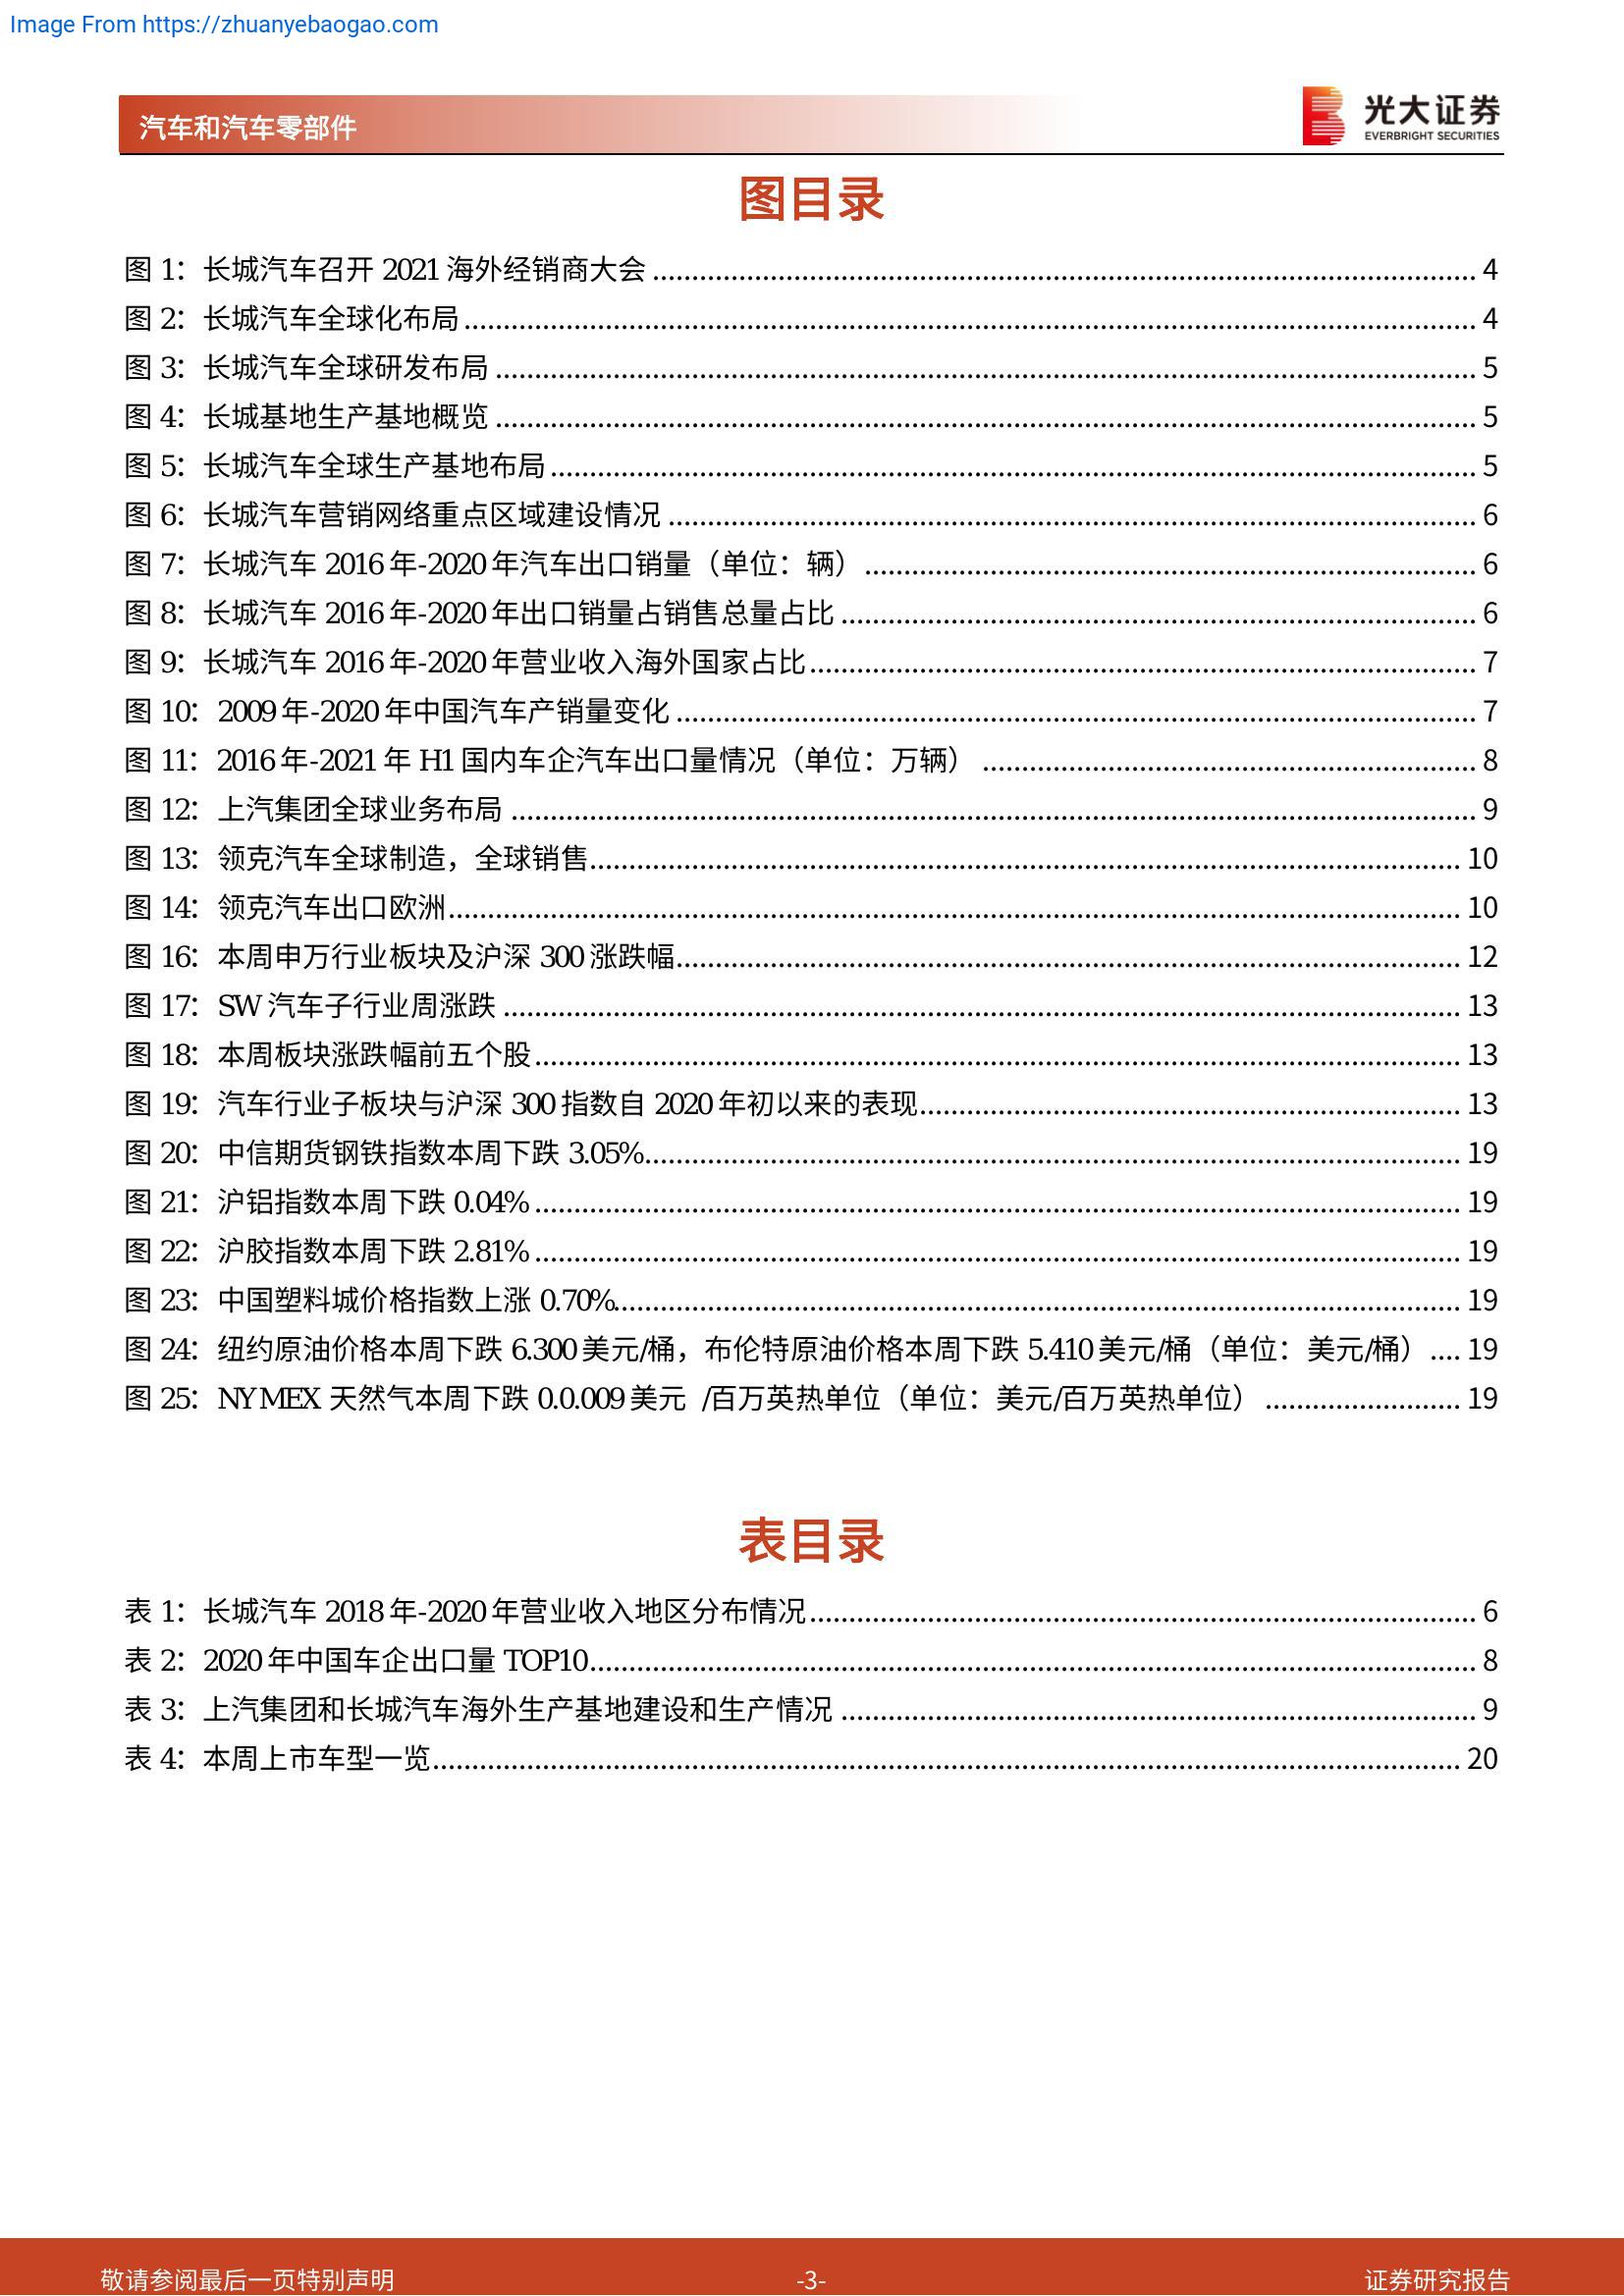 Image From https://zhuanyebaogao.com
汽车和汽车零部件
光大证券
EVERBRIGHT SECURITIES
图目录
图 1：长城汽车召开 2021 海外经销商大会 4
图 2：长城汽车全球化布局 4
图 3：长城汽车全球研发布局 5
图 4：长城基地生产基地概览 5
图 5：长城汽车全球生产基地布局 5
图 6：长城汽车营销网络重点区域建设情况 6
图 7：长城汽车 2016 年-2020 年汽车出口销量（单位：辆） 6
图 8：长城汽车 2016 年-2020 年出口销量占销售总量占比 6
图 9：长城汽车 2016 年-2020 年营业收入海外国家占比 7
图 10：2009 年-2020 年中国汽车产销量变化 7
图 11：2016 年-2021 年 H1 国内车企汽车出口量情况（单位：万辆） 8
图 12：上汽集团全球业务布局 9
图 13：领克汽车全球制造，全球销售 10
图 14：领克汽车出口欧洲 10
图 16：本周申万行业板块及沪深 300 涨跌幅 12
图 17：SW 汽车子行业周涨跌 13
图 18：本周板块涨跌幅前五个股 13
图 19：汽车行业子板块与沪深 300 指数自 2020 年初以来的表现 13
图 20：中信期货钢铁指数本周下跌 3.05% 19
图 21：沪铝指数本周下跌 0.04% 19
图 22：沪胶指数本周下跌 2.81% 19
图 23：中国塑料城价格指数上涨 0.70% 19
图 24：纽约原油价格本周下跌 6.300 美元/桶，布伦特原油价格本周下跌 5.410 美元/桶（单位：美元/桶） 19
图 25：NYMEX 天然气本周下跌 0.0.009 美元 /百万英热单位（单位：美元/百万英热单位） 19
表目录
表 1：长城汽车 2018 年-2020 年营业收入地区分布情况 6
表 2：2020 年中国车企出口量 TOP10 8
表 3：上汽集团和长城汽车海外生产基地建设和生产情况 9
表 4：本周上市车型一览 20
敬请参阅最后一页特别声明 -3- 证券研究报告